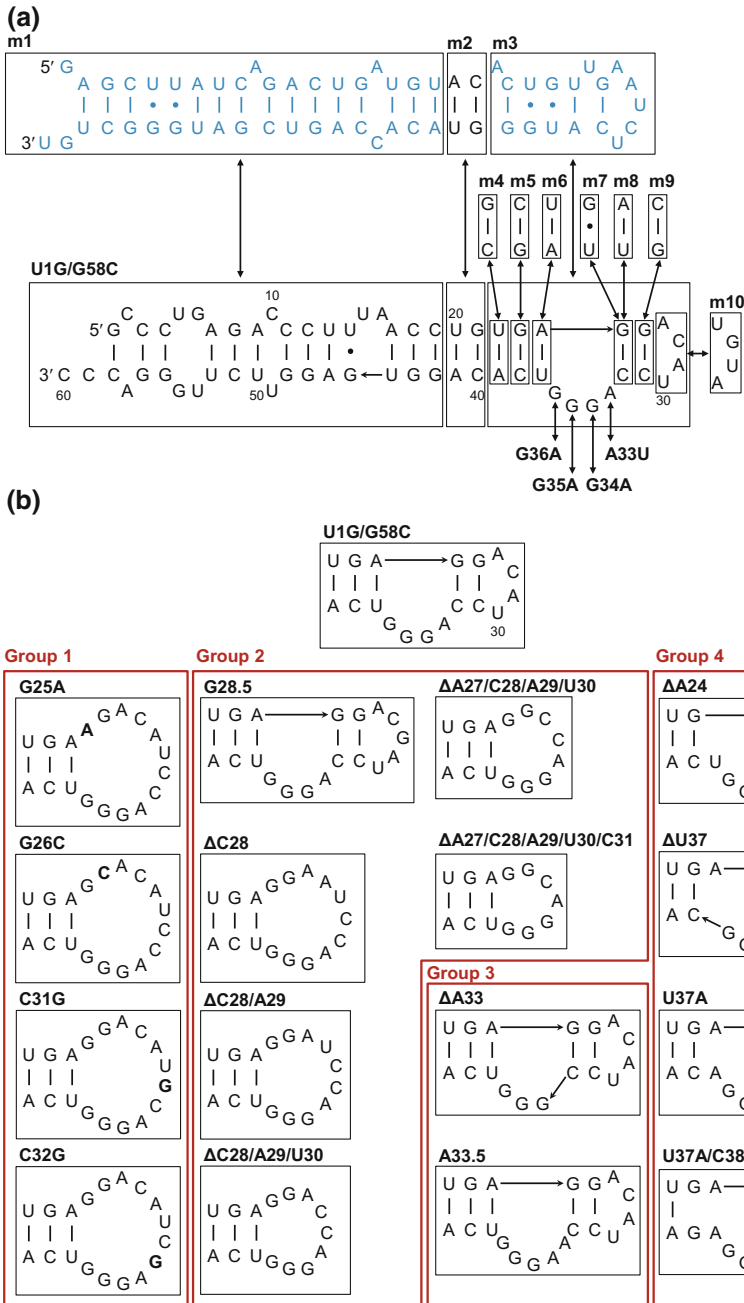 (a)
m1 m2 m3
5′ G A A A U A
A G C U U A U C G A C U G U G U A C C U G U G A
U
C
U C G G G U A G C U G A C A C A U G G G U A C U
3′ U G C
m4 m5 m6 m7 m8 m9
G C U G A C
C G A U U G
U1G/G58C
m10
10 20
C U G C U A A
5′ G C C A G A C C U U A C C U G U G A G G C
A
3′ C C C A G G U U C U U G G A G U G G A C A C U C C U
60 G 50 40 30
U G U A
G G G A
G36A A33U
G35A G34A
(b)
U1G/G58C
U G A G G A C A
A C U G G G A C C U
30
Group 1 Group 2 Group 4
G25A
U G A A G A C A U C
A C U G G G A C
G28.5
U G A G G A C G
A C U G G G A C C U A
ΔA27/C28/A29/U30
U G A G G C C
A C U G G G A
ΔA24
U G
A C U G
G26C
U G A G C A C A U
A C U G G G A C C
ΔC28
U G A G G A A U C
A C U G G G A C
ΔA27/C28/A29/U30/C31
U G A G G C
A C U G G G A
ΔU37
U G A
A C G
Group 3
C31G
U G A G G A C A U G
A C U G G G A C
ΔC28/A29
U G A G G A U C C
A C U G G G A
ΔA33
U G A G G A C A
A C U G G G C C U
U37A
U G A
A C A G
C32G
U G A G G A C A U C
A C U G G G A G
ΔC28/A29/U30
U G A G G A C C
A C U G G G A
A33.5
U G A G G A C A
A C U G G G A A C C U
U37A/C38
U G A
A G A G